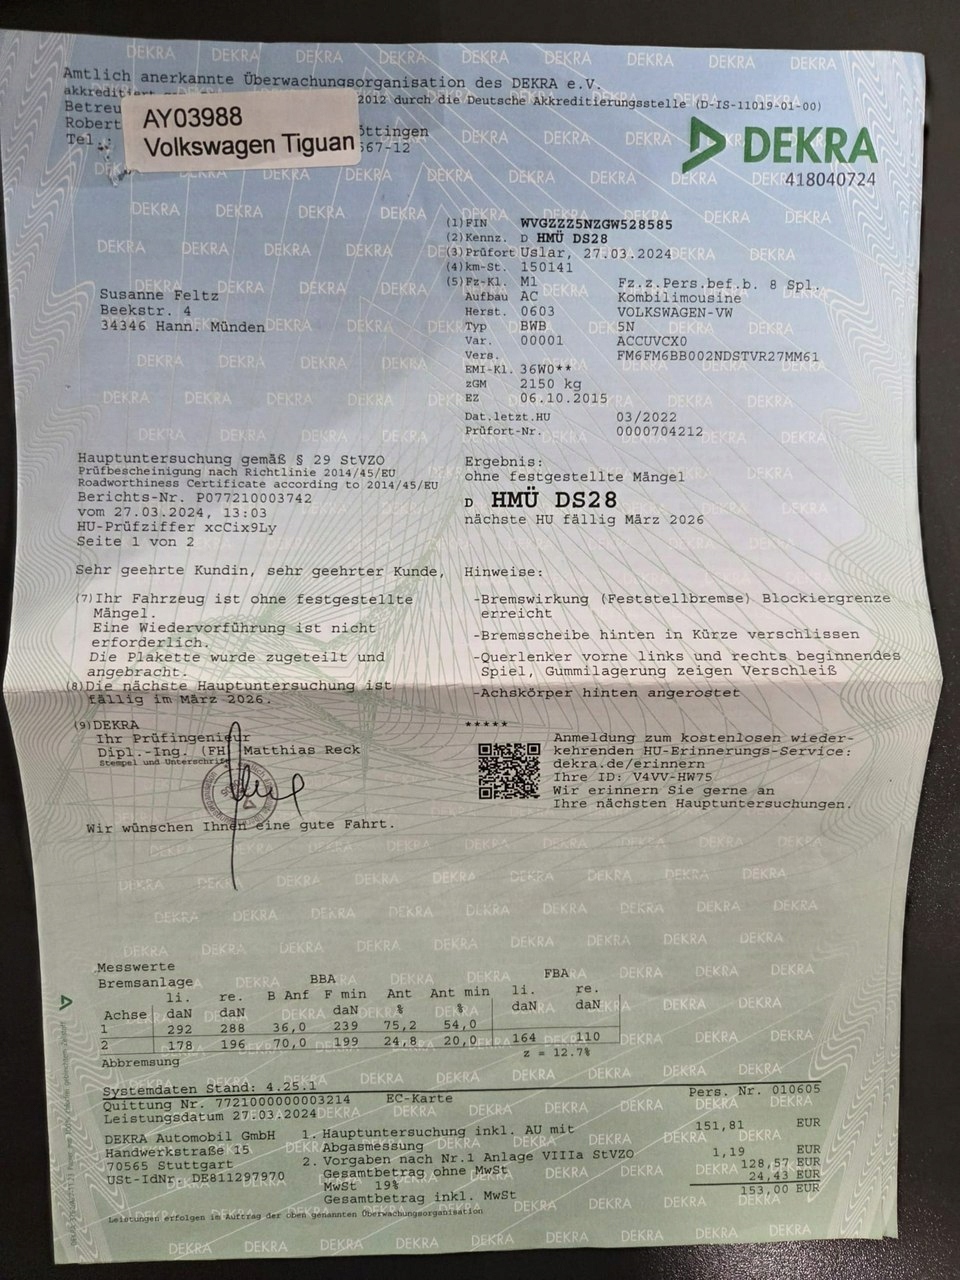 Amtlich anerkannte Überwachungsorganisation des DEKRA e.V.
akkreditiert 2012 durch die Deutsche Akkreditierungsstelle (D-IS-11019-01-00)
Betreu
Robert öttingen
Tel.: 567-12
AY03988
Volkswagen Tiguan
DEKRA
418040724
(1) FIN WVGZZZ5NZGW528585
(2) Kennz. D HMÜ DS28
(3) Prüfort Uslar, 27.03.2024
(4) km-St. 150141
(5) Fz-Kl. M1 Fz.z.Pers.bef.b. 8 Spl.
Aufbau AC Kombilimousine
Herst. 0603 VOLKSWAGEN-VW
Typ BWB 5N
Var. 00001 ACCUVCX0
Vers. FM6FM6BB002NDSTVR27MM61
EMI-Kl. 36W0**
zGM 2150 kg
EZ 06.10.2015
Dat.letzt.HU 03/2022
Prüfort-Nr. 0000704212
Susanne Feltz
Beekstr. 4
34346 Hann. Münden
Hauptuntersuchung gemäß § 29 StVZO
Prüfbescheinigung nach Richtlinie 2014/45/EU
Roadworthiness Certificate according to 2014/45/EU
Berichts-Nr. P077210003742
vom 27.03.2024, 13:03
HU-Prüfziffer xcCix9Ly
Seite 1 von 2
Ergebnis:
ohne festgestellte Mängel
D HMÜ DS28
nächste HU fällig März 2026
Sehr geehrte Kundin, sehr geehrter Kunde,
(7) Ihr Fahrzeug ist ohne festgestellte
Mängel.
Eine Wiedervorführung ist nicht
erforderlich.
Die Plakette wurde zugeteilt und
angebracht.
(8) Die nächste Hauptuntersuchung ist
fällig im März 2026.
Hinweise:
-Bremswirkung (Feststellbremse) Blockiergrenze
erreicht
-Bremsscheibe hinten in Kürze verschlissen
-Querlenker vorne links und rechts beginnendes
Spiel, Gummilagerung zeigen Verschleiß
-Achskörper hinten angerostet
*****
(9) DEKRA
Ihr Prüfingenieur
Dipl.-Ing. (FH) Matthias Reck
Stempel und Unterschrift
Wir wünschen Ihnen eine gute Fahrt.
Anmeldung zum kostenlosen wieder-
kehrenden HU-Erinnerungs-Service:
dekra.de/erinnern
Ihre ID: V4VV-HW75
Wir erinnern Sie gerne an
Ihre nächsten Hauptuntersuchungen.
Messwerte
Bremsanlage BBA FBA
li. re. B Anf F min Ant Ant min li. re.
Achse daN daN daN % % daN daN
1 292 288 36,0 239 75,2 54,0
2 178 196 70,0 199 24,8 20,0 164 110
Abbremsung z = 12.7%
Systemdaten Stand: 4.25.1
Quittung Nr. 7721000000003214 EC-Karte Pers. Nr. 010605
Leistungsdatum 27.03.2024
DEKRA Automobil GmbH
Handwerkstraße 15
70565 Stuttgart
USt-IdNr. DE811297970
1. Hauptuntersuchung inkl. AU mit 151,81 EUR
Abgasmessung
2. Vorgaben nach Nr.1 Anlage VIIIa StVZO 1,19 EUR
Gesamtbetrag ohne MwSt 128,57 EUR
MwSt 19% 24,43 EUR
Gesamtbetrag inkl. MwSt 153,00 EUR
Leistungen erfolgen im Auftrag der oben genannten Überwachungsorganisation